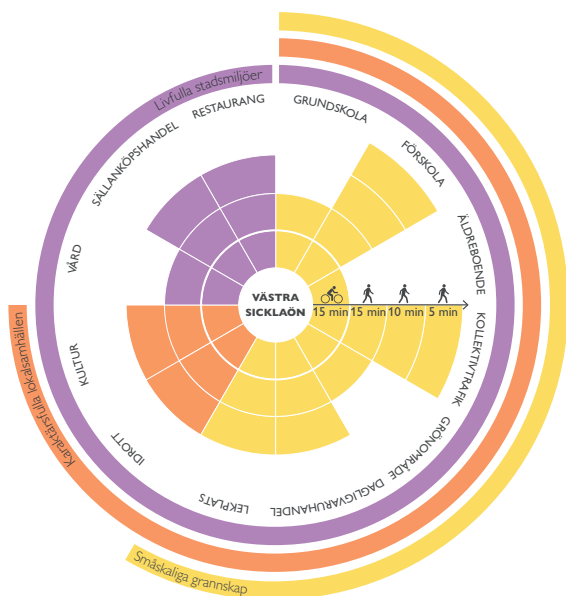 Livfulla stadsmiljöer
RESTAURANG
GRUNDSKOLA
SÄLLANKÖPSHANDEL
FÖRSKOLA
VÅRD
ÄLDREBOENDE
VÄSTRA
SICKLAÖN
15 min 15 min 10 min 5 min
KOLLEKTIVTRAFIK
KULTUR
GRÖNOMRÅDE
IDROTT
DAGLIGVARUHANDEL
LEKPLATS
Karaktärsfulla lokalsamhällen
Småskaliga grannskap